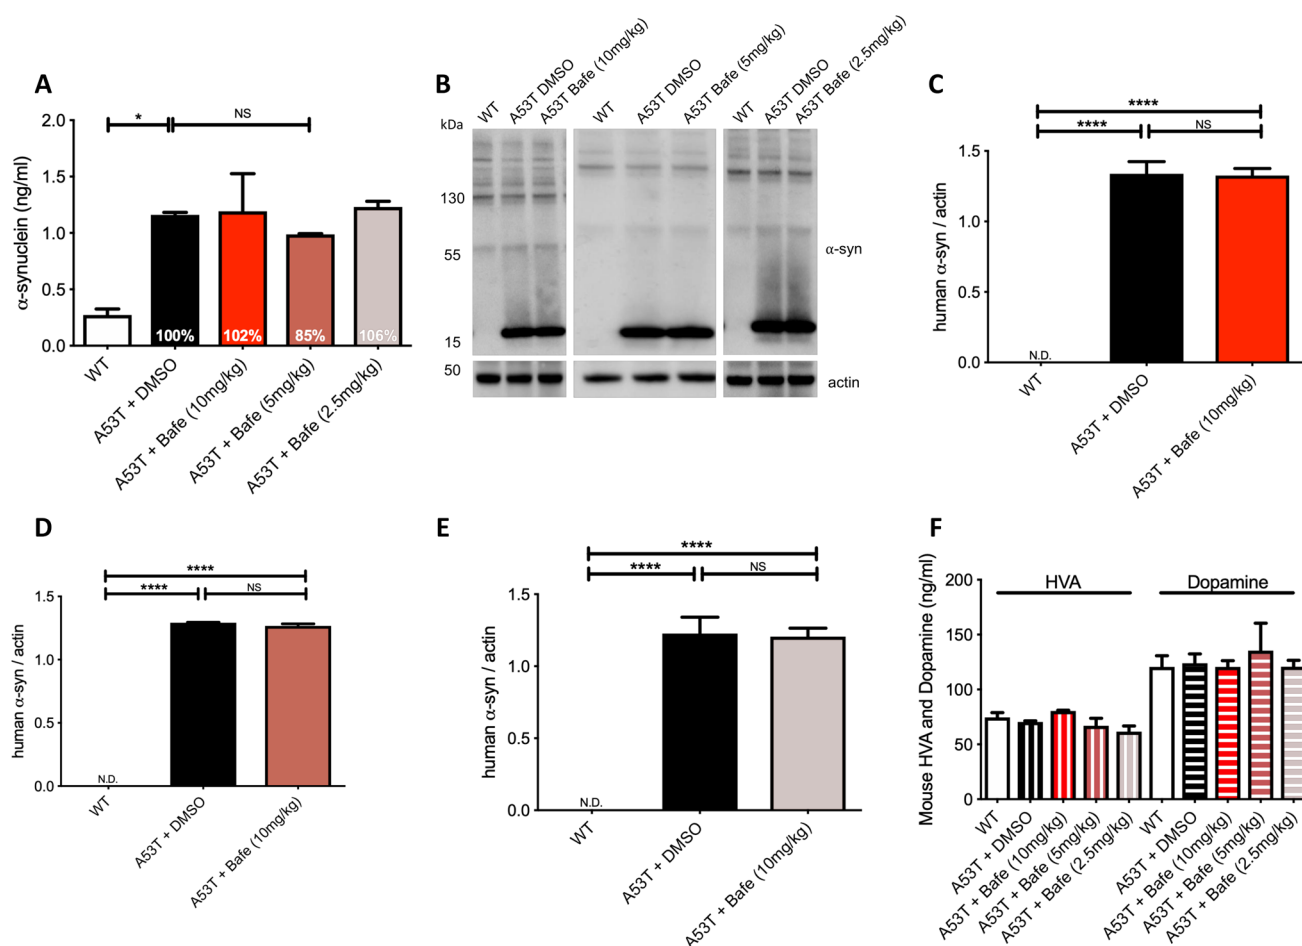 A
α-synuclein (ng/ml)
2.0
1.5
1.0
0.5
0.0
*
NS
100%
102%
85%
106%
WT
A53T + DMSO
A53T + Bafe (10mg/kg)
A53T + Bafe (5mg/kg)
A53T + Bafe (2.5mg/kg)
B
WT
A53T DMSO
A53T Bafe (10mg/kg)
WT
A53T DMSO
A53T Bafe (5mg/kg)
WT
A53T DMSO
A53T Bafe (2.5mg/kg)
kDa
130
55
15
50
α-syn
actin
C
human α-syn / actin
1.5
1.0
0.5
0.0
****
****
NS
N.D.
WT
A53T + DMSO
A53T + Bafe (10mg/kg)
D
human α-syn / actin
1.5
1.0
0.5
0.0
****
****
NS
N.D.
WT
A53T + DMSO
A53T + Bafe (10mg/kg)
E
human α-syn / actin
1.5
1.0
0.5
0.0
****
****
NS
N.D.
WT
A53T + DMSO
A53T + Bafe (10mg/kg)
F
Mouse HVA and Dopamine (ng/ml)
200
150
100
50
0
HVA
Dopamine
WT
A53T + DMSO
A53T + Bafe (10mg/kg)
A53T + Bafe (5mg/kg)
A53T + Bafe (2.5mg/kg)
WT
A53T + DMSO
A53T + Bafe (10mg/kg)
A53T + Bafe (5mg/kg)
A53T + Bafe (2.5mg/kg)